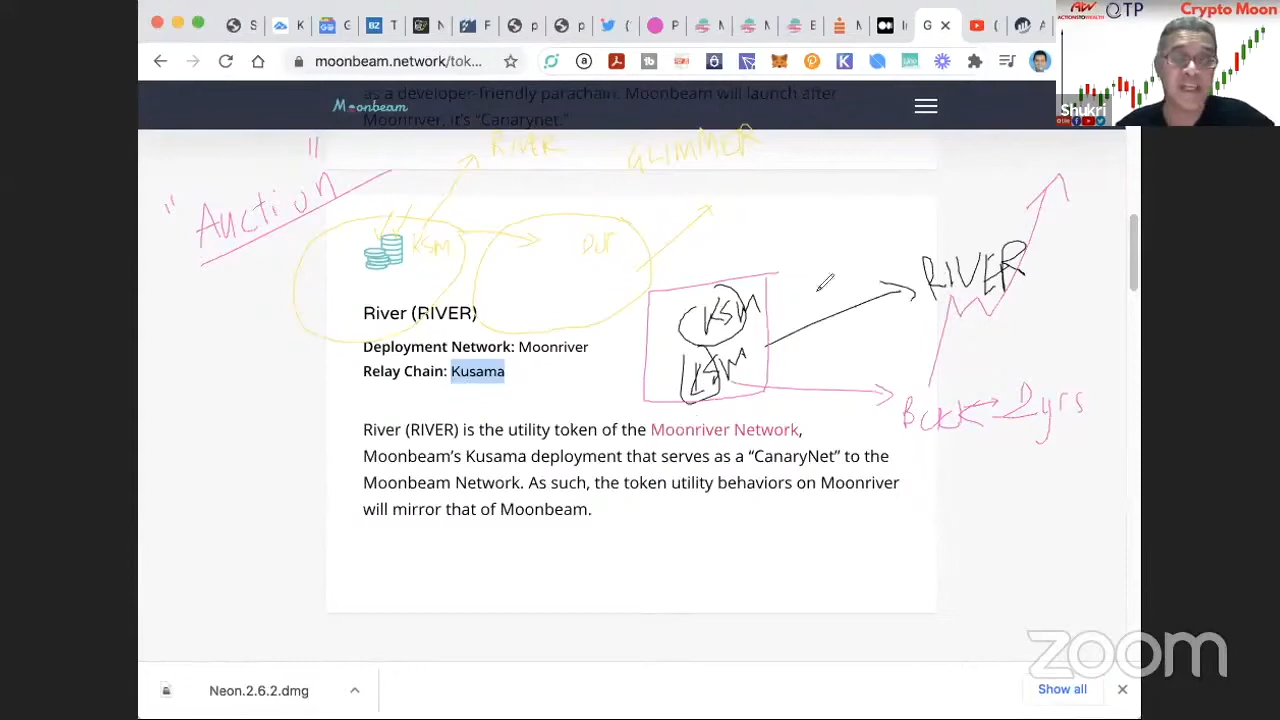 ACTIONSTOWEALTH
OTP
Crypto Moon
moonbeam.network/tok...
Shukri
Moonbeam
as a developer-friendly parachain. Moonbeam will launch after
Moonriver, it's “Canarynet.”
RIVER
GLIMMER
" Auction "
KSM
DOT
River (RIVER)
Deployment Network: Moonriver
Relay Chain: Kusama
KSM
KSM
RIVER
2yrs
River (RIVER) is the utility token of the Moonriver Network,
Moonbeam’s Kusama deployment that serves as a “CanaryNet” to the
Moonbeam Network. As such, the token utility behaviors on Moonriver
will mirror that of Moonbeam.
zoom
Neon.2.6.2.dmg
Show all